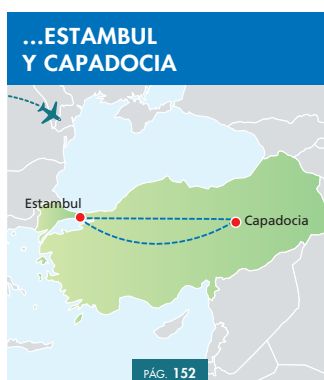 ...ESTAMBUL
Y CAPADOCIA
Estambul
Capadocia
PÁG. 152